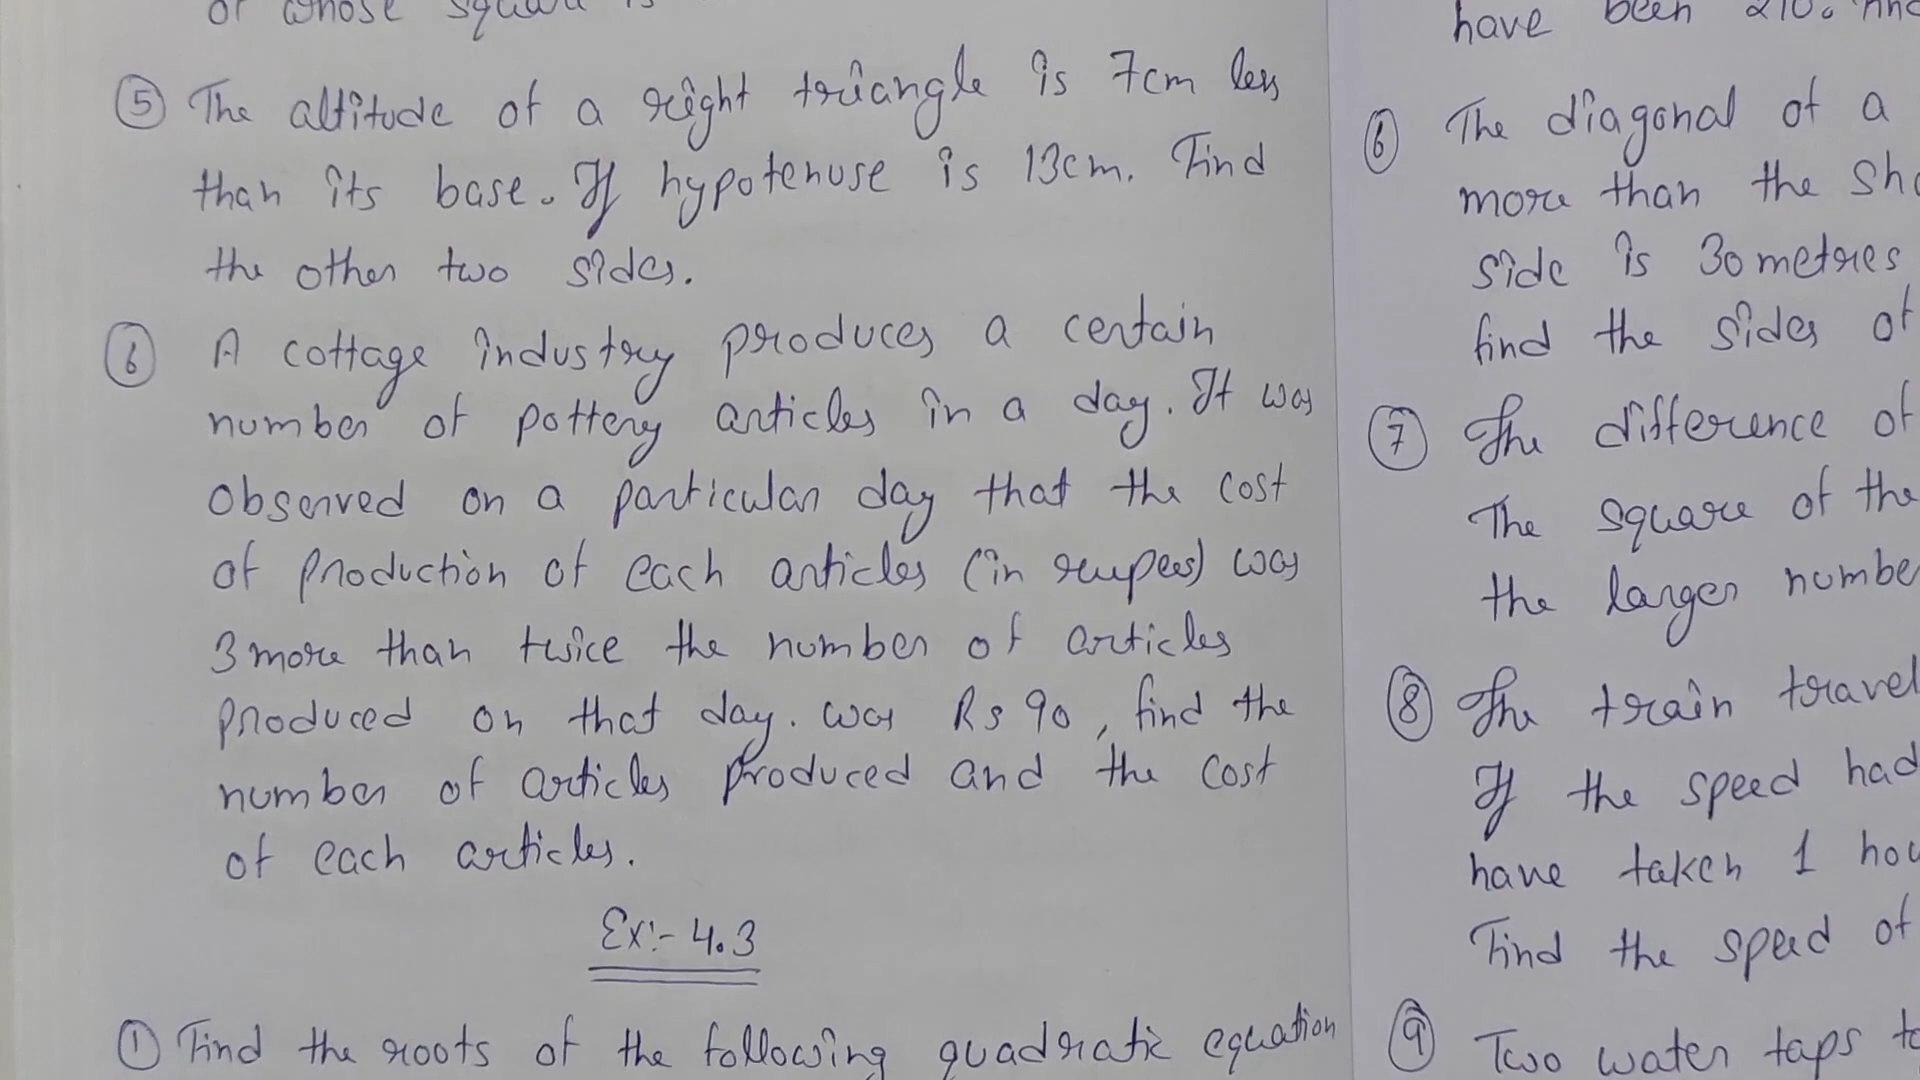 of whose square is
⑤ The altitude of a right triangle is 7cm less
than its base. If hypotenuse is 13cm. Find
the other two sides.
⑥ A cottage industry produces a certain
number of pottery articles in a day. It was
observed on a particular day that the cost
of production of each articles (in rupees) was
3 more than twice the number of articles
produced on that day. was Rs 90, find the
number of articles produced and the cost
of each articles.
Ex:- 4.3
① Find the roots of the following quadratic equation
have been 210.
⑥ The diagonal of a
more than the
side is 30 metres
find the sides of
⑦ The difference of
The square of the
the larger number
⑧ The train travel
If the speed had
have taken 1
Find the speed of
⑨ Two water taps